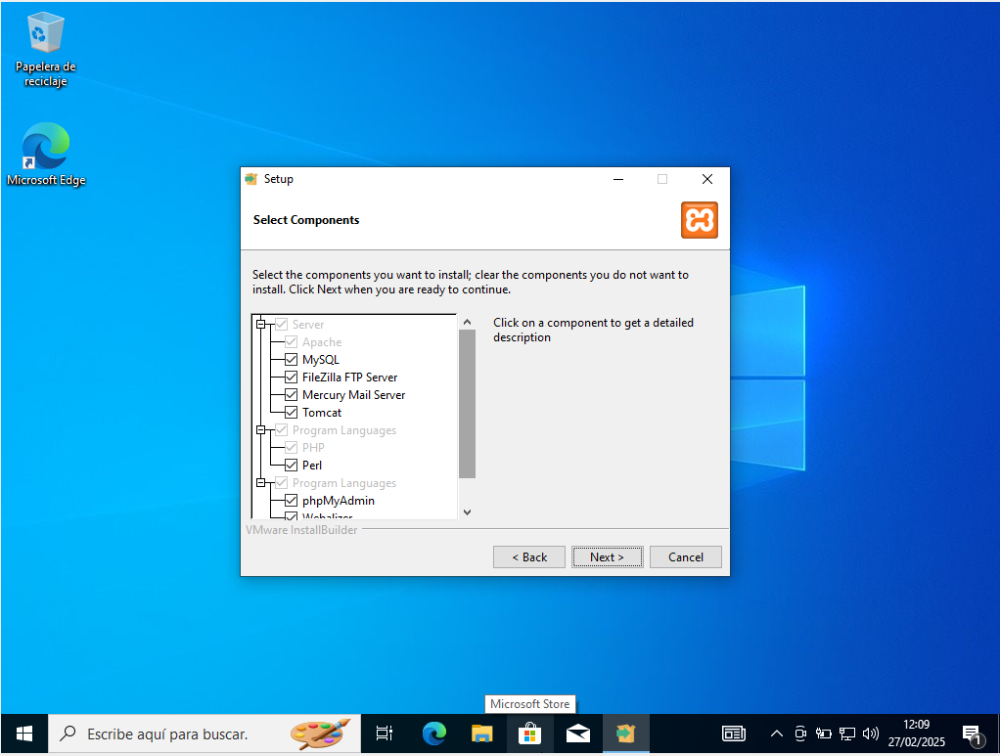 Papelera de
reciclaje
Microsoft Edge
Setup
Select Components
Select the components you want to install; clear the components you do not want to
install. Click Next when you are ready to continue.
Server
Apache
MySQL
FileZilla FTP Server
Mercury Mail Server
Tomcat
Program Languages
PHP
Perl
Program Languages
phpMyAdmin
Webalizer
Click on a component to get a detailed
description
VMware InstallBuilder
< Back
Next >
Cancel
Microsoft Store
Escribe aquí para buscar.
12:09
27/02/2025
1